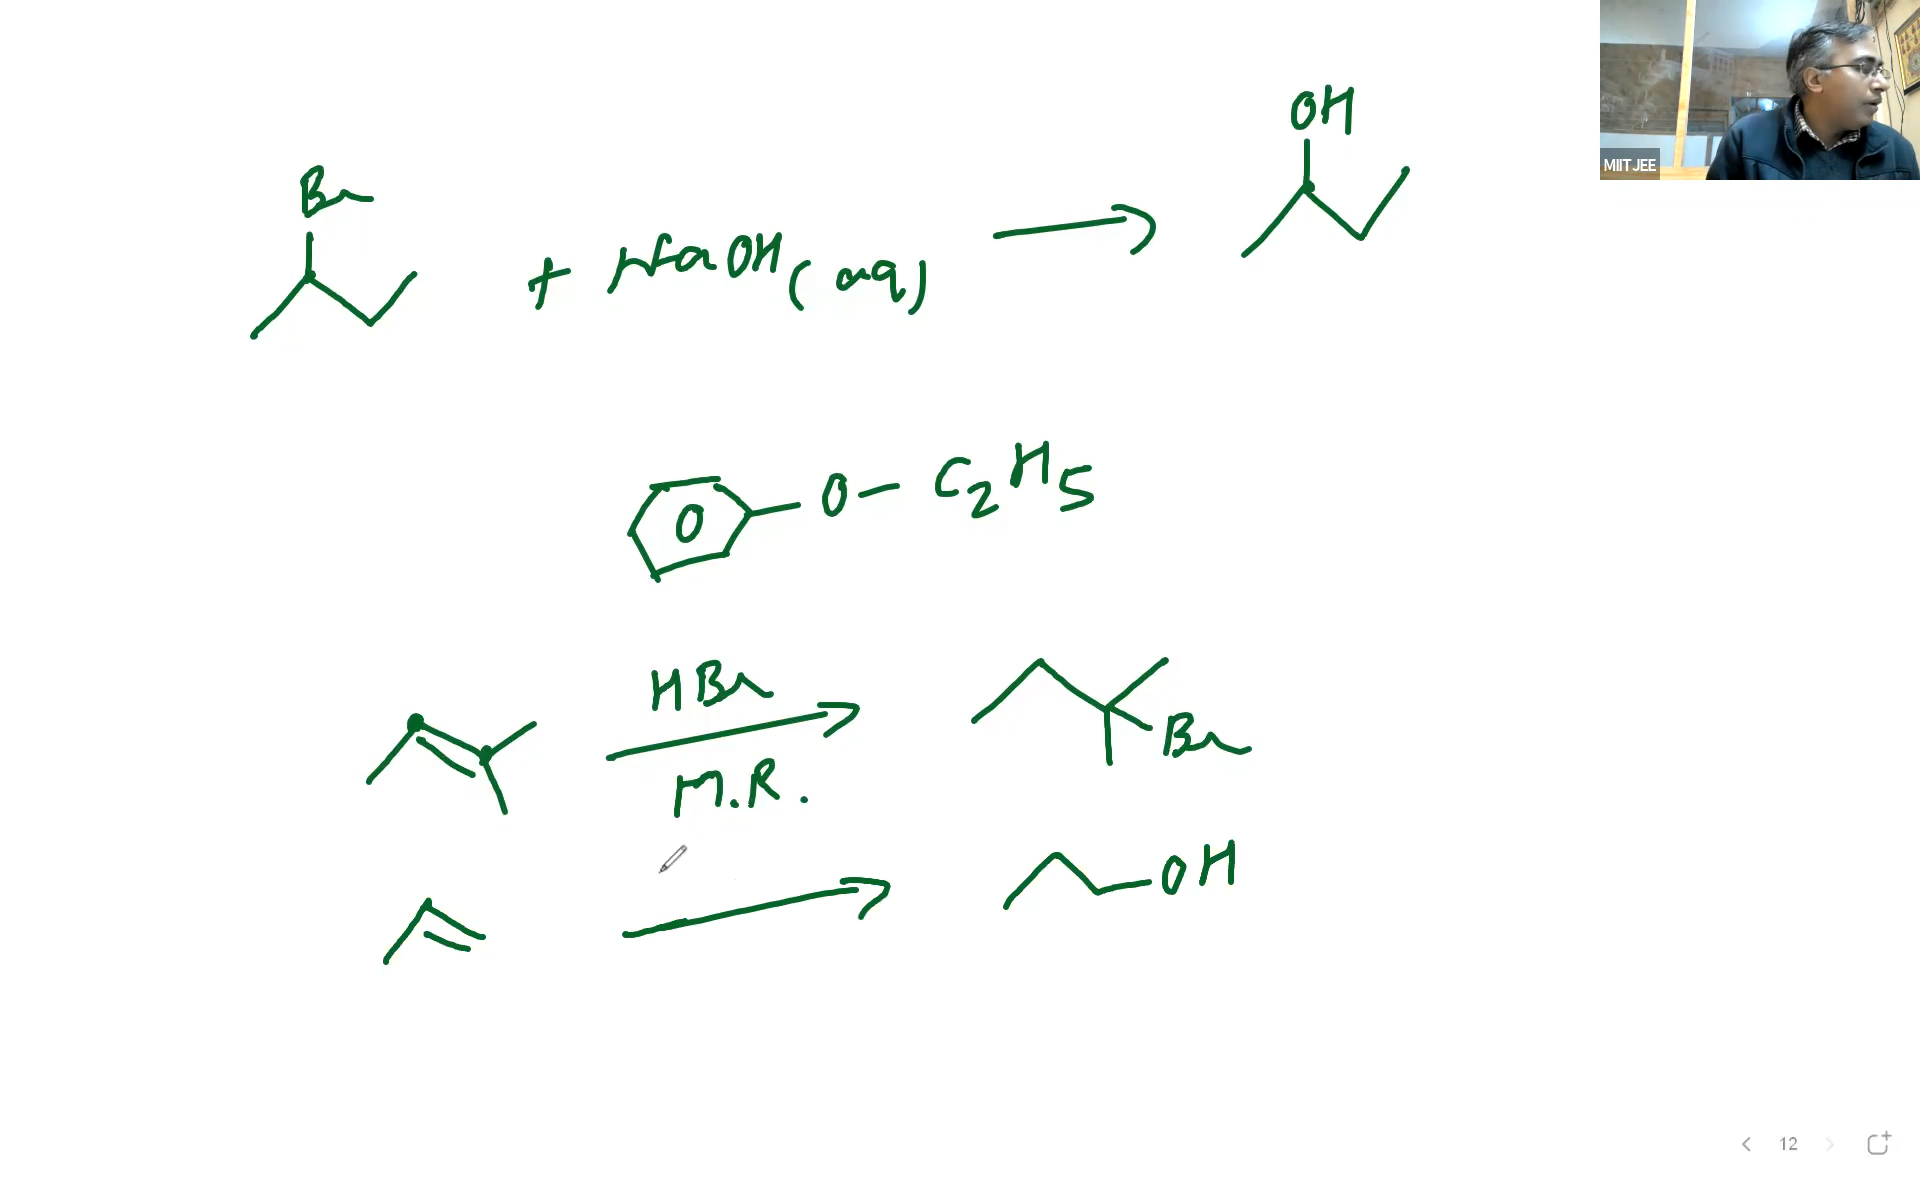 MIIT JEE
OH
Br
+ NaOH (aq)
O
O - C2H5
HBr
Br
M.R.
OH
12